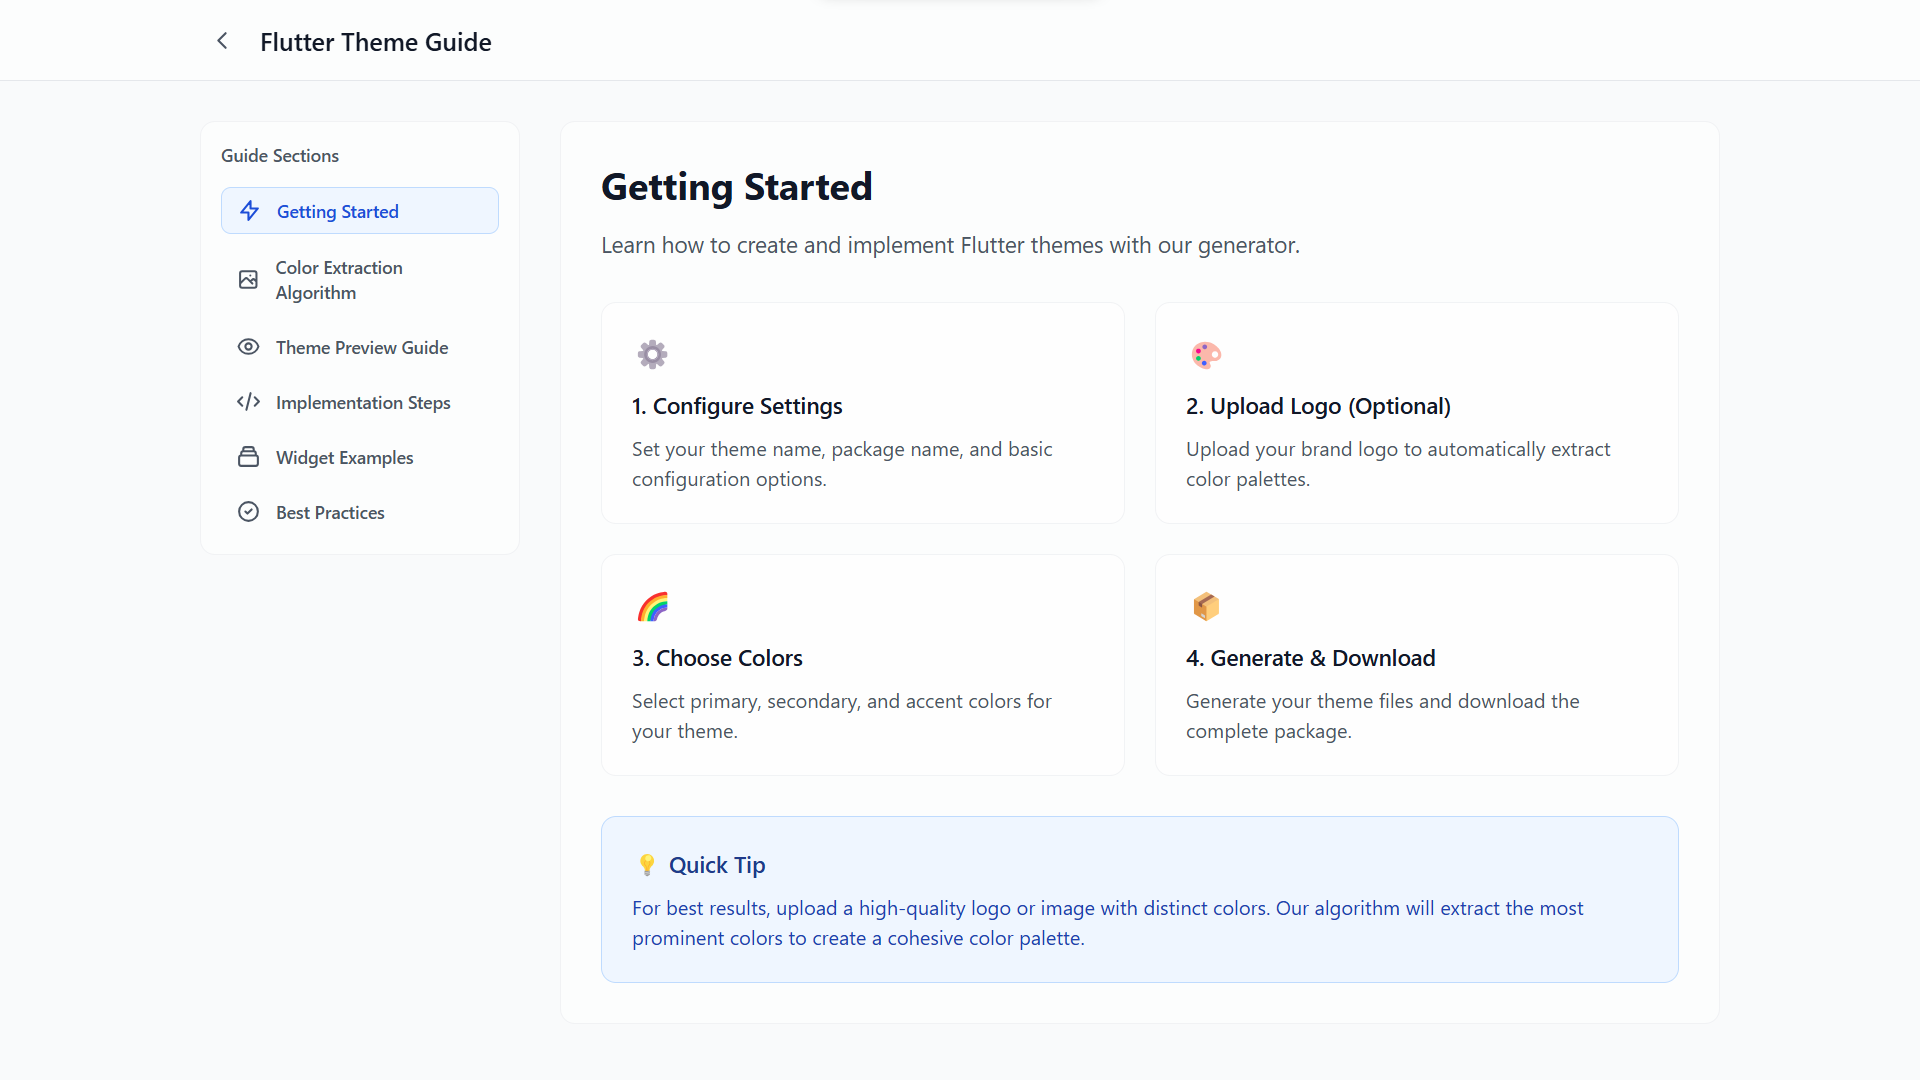 Flutter Theme Guide
Guide Sections
Getting Started
Color Extraction
Algorithm
Theme Preview Guide
Implementation Steps
Widget Examples
Best Practices
Getting Started
Learn how to create and implement Flutter themes with our generator.
1. Configure Settings
Set your theme name, package name, and basic
configuration options.
2. Upload Logo (Optional)
Upload your brand logo to automatically extract
color palettes.
3. Choose Colors
Select primary, secondary, and accent colors for
your theme.
4. Generate & Download
Generate your theme files and download the
complete package.
💡 Quick Tip
For best results, upload a high-quality logo or image with distinct colors. Our algorithm will extract the most
prominent colors to create a cohesive color palette.